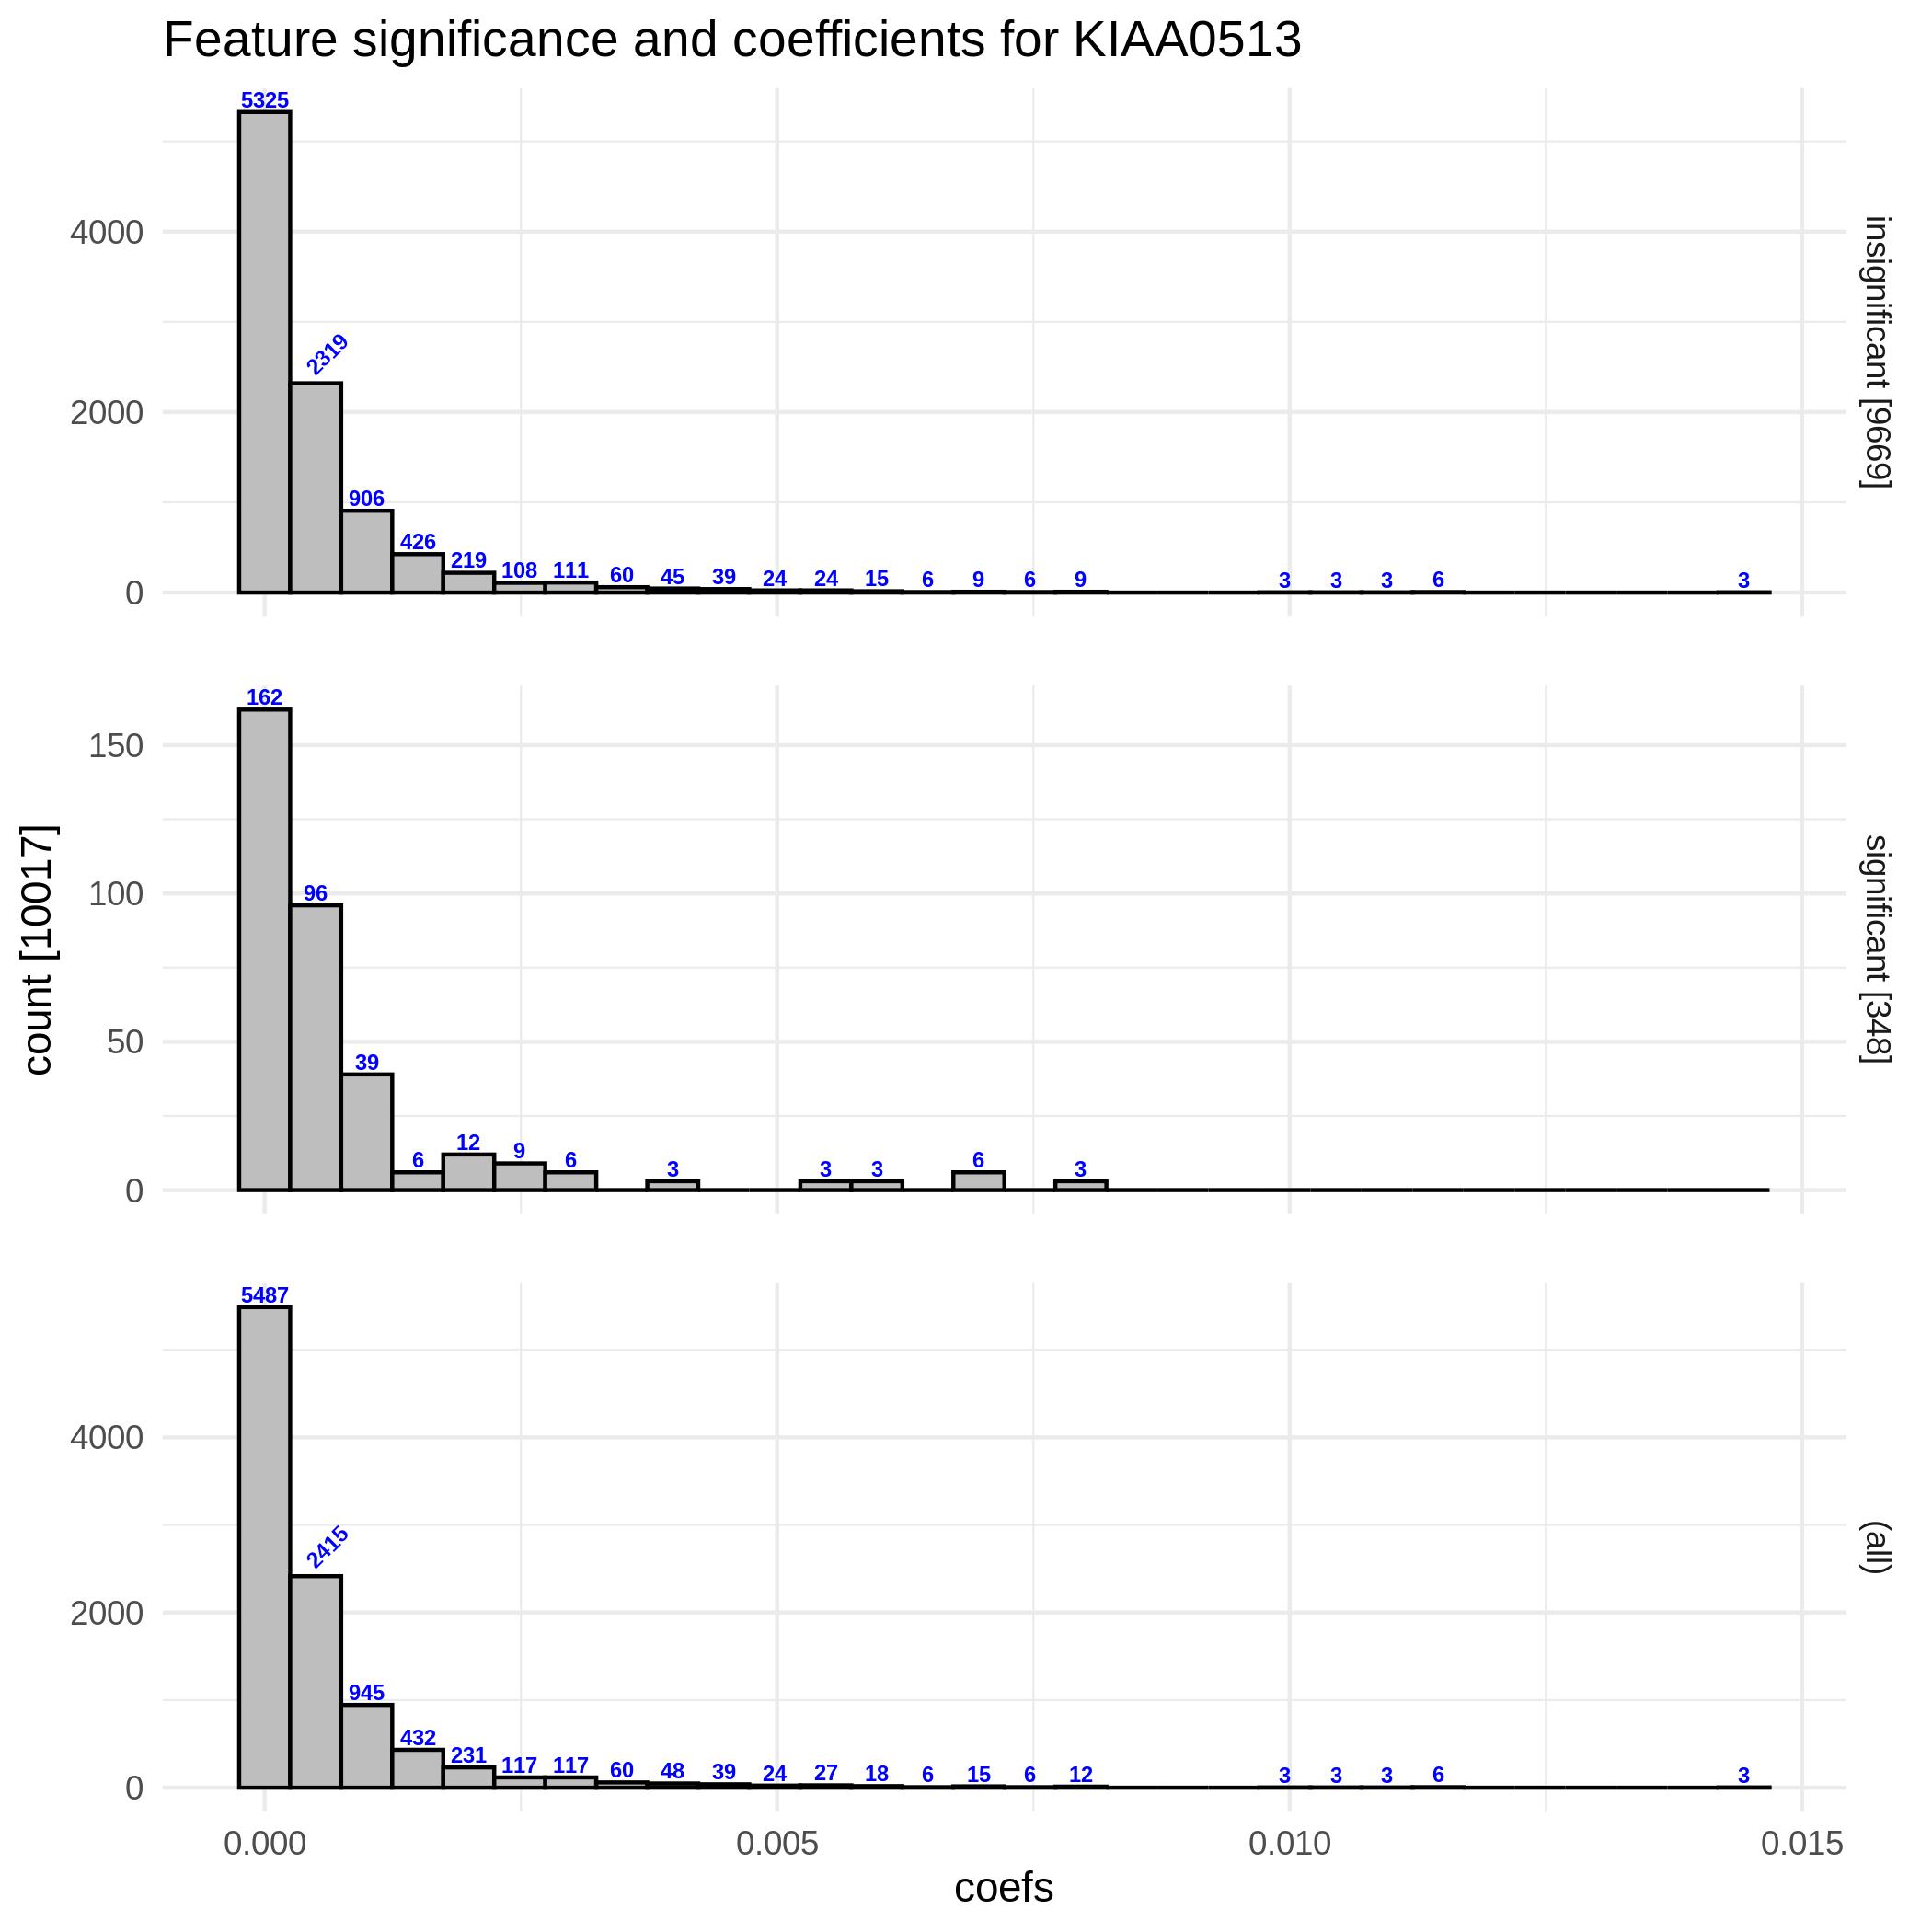 Feature significance and coefficients for KIAA0513
5325
2319
906
426
219 108 111 60 45 39 24 24 15 6 9 6 9 3 3 3 6 3
4000
2000
0
insignificant [9669]
162
96
39
6 12 9 6 3 3 3 6 3
150
100
50
0
significant [348]
count [10017]
5487
2415
945
432
231 117 117 60 48 39 24 27 18 6 15 6 12 3 3 3 6 3
4000
2000
0
(all)
0.000 0.005 0.010 0.015
coefs